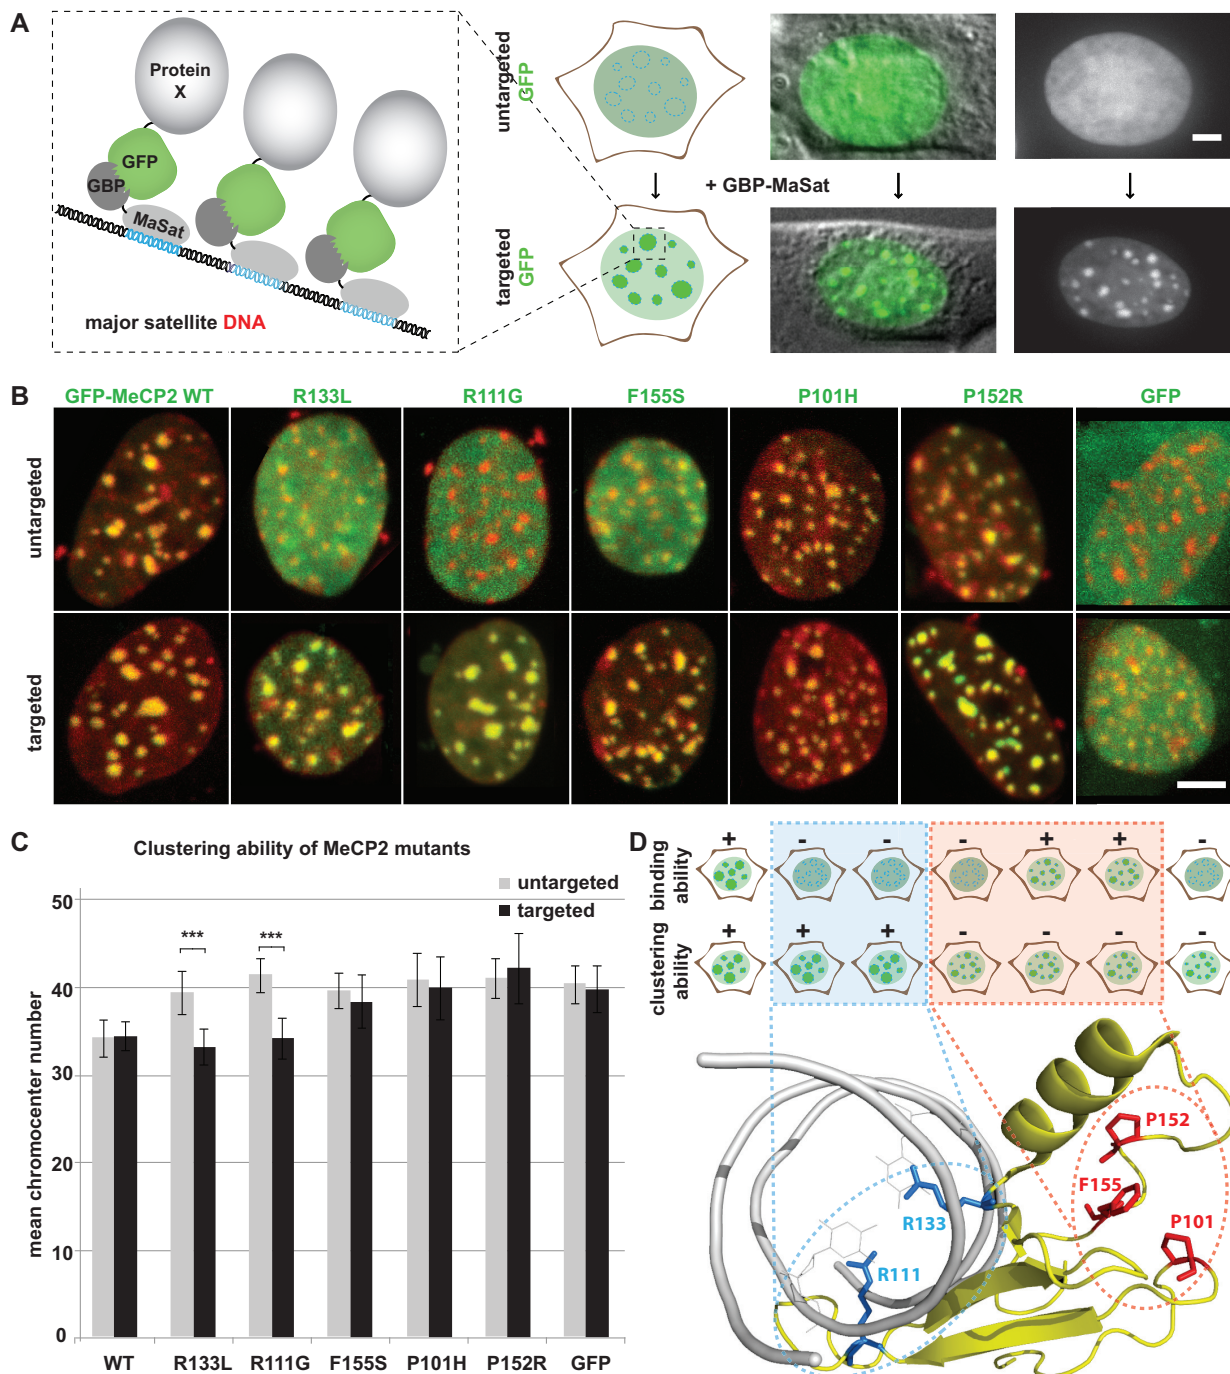 A
Protein
X
GFP
GBP
MaSat
major satellite DNA
untargeted
GFP
+ GBP-MaSat
targeted
GFP
B
GFP-MeCP2 WT
R133L
R111G
F155S
P101H
P152R
GFP
untargeted
targeted
C
Clustering ability of MeCP2 mutants
untargeted
targeted
mean chromocenter number
50
40
30
20
10
0
***
***
WT
R133L
R111G
F155S
P101H
P152R
GFP
D
binding
ability
+ - - - + + -
clustering
ability
+ + + - - - -
P152
F155
P101
R133
R111